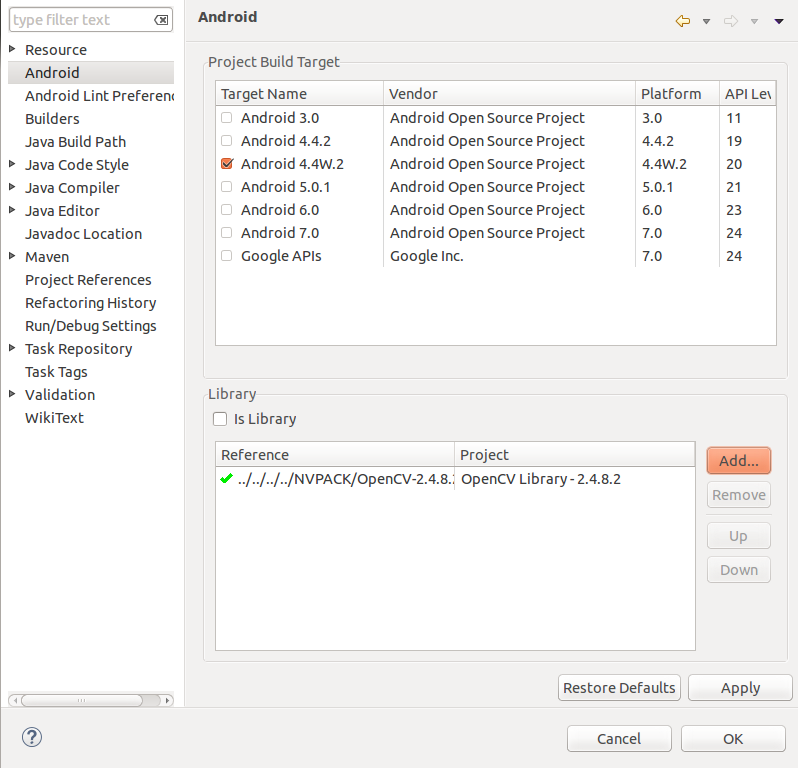 type filter text
Android
Resource
Android
Android Lint Preferen
Builders
Java Build Path
Java Code Style
Java Compiler
Java Editor
Javadoc Location
Maven
Project References
Refactoring History
Run/Debug Settings
Task Repository
Task Tags
Validation
WikiText
Project Build Target
Target Name Vendor Platform API Lev
Android 3.0 Android Open Source Project 3.0 11
Android 4.4.2 Android Open Source Project 4.4.2 19
Android 4.4W.2 Android Open Source Project 4.4W.2 20
Android 5.0.1 Android Open Source Project 5.0.1 21
Android 6.0 Android Open Source Project 6.0 23
Android 7.0 Android Open Source Project 7.0 24
Google APIs Google Inc. 7.0 24
Library
Is Library
Reference Project
../../../../NVPACK/OpenCV-2.4.8.2 OpenCV Library - 2.4.8.2
Add...
Remove
Up
Down
Restore Defaults Apply
? Cancel OK